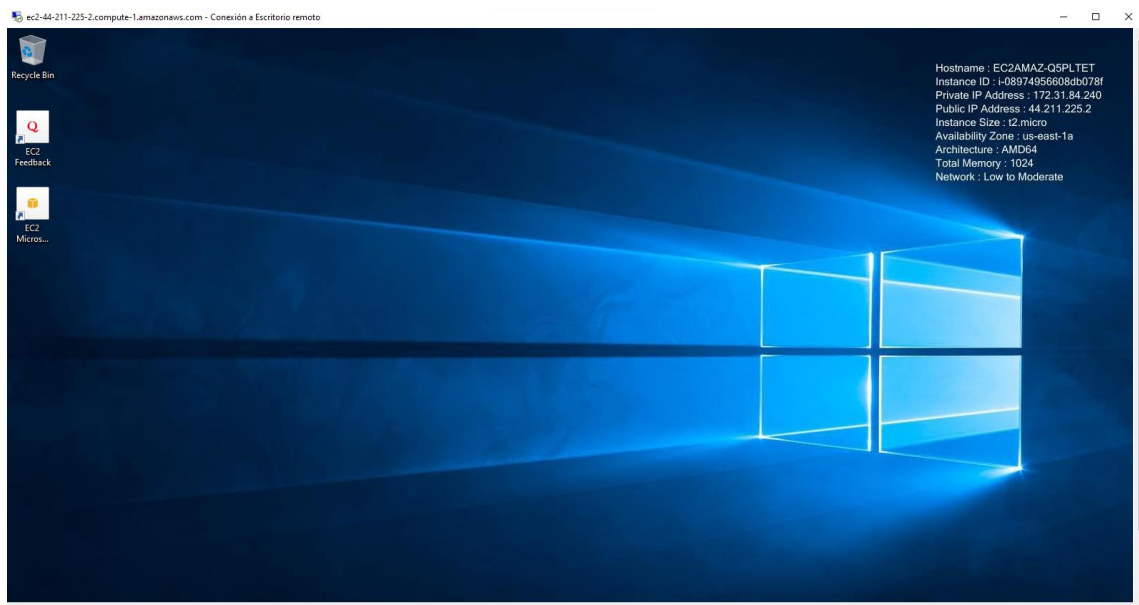 ec2-44-211-225-2.compute-1.amazonaws.com - Conexión a Escritorio remoto
Recycle Bin
EC2
Feedback
EC2
Micros...
Hostname : EC2AMAZ-Q5PLTET
Instance ID : i-08974956608db078f
Private IP Address : 172.31.84.240
Public IP Address : 44.211.225.2
Instance Size : t2.micro
Availability Zone : us-east-1a
Architecture : AMD64
Total Memory : 1024
Network : Low to Moderate